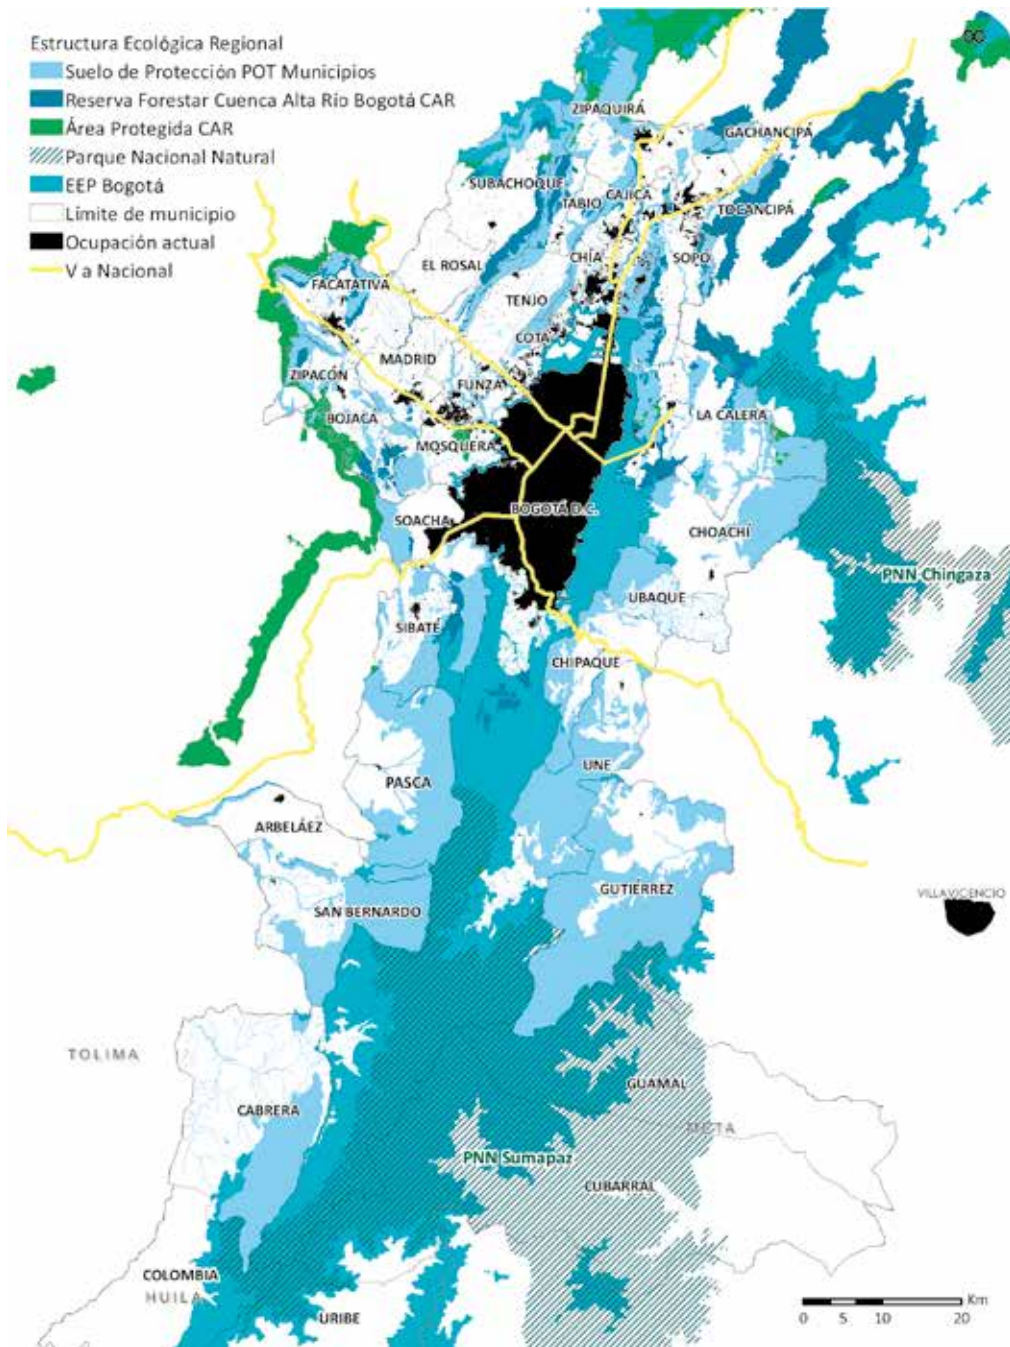 Estructura Ecológica Regional
Suelo de Protección POT Municipios
Reserva Forestar Cuenca Alta Río Bogotá CAR
Área Protegida CAR
Parque Nacional Natural
EEP Bogotá
Límite de municipio
Ocupación actual
V a Nacional
ZIPAQUIRÁ
GACHANCIPÁ
SUBACHOQUE
TABIO
CAJICA
TOCANCIPÁ
EL ROSAL
CHÍA
SOPO
FACATATIVÁ
TENJO
COTA
MADRID
ZIPACÓN
FUNZA
BOJACA
LA CALERA
MOSQUERA
BOGOTÁ D.C.
SOACHA
CHOACHÍ
PNN Chingaza
UBAQUE
SIBATÉ
CHIPAQUE
UNE
PASCA
ARBELÁEZ
GUTIÉRREZ
VILLAVICENCIO
SAN BERNARDO
TOLIMA
GUAMAL
CABRERA
META
PNN Sumapaz
CUBARRAL
COLOMBIA
HUILA
URIBE
Km
0 5 10 20